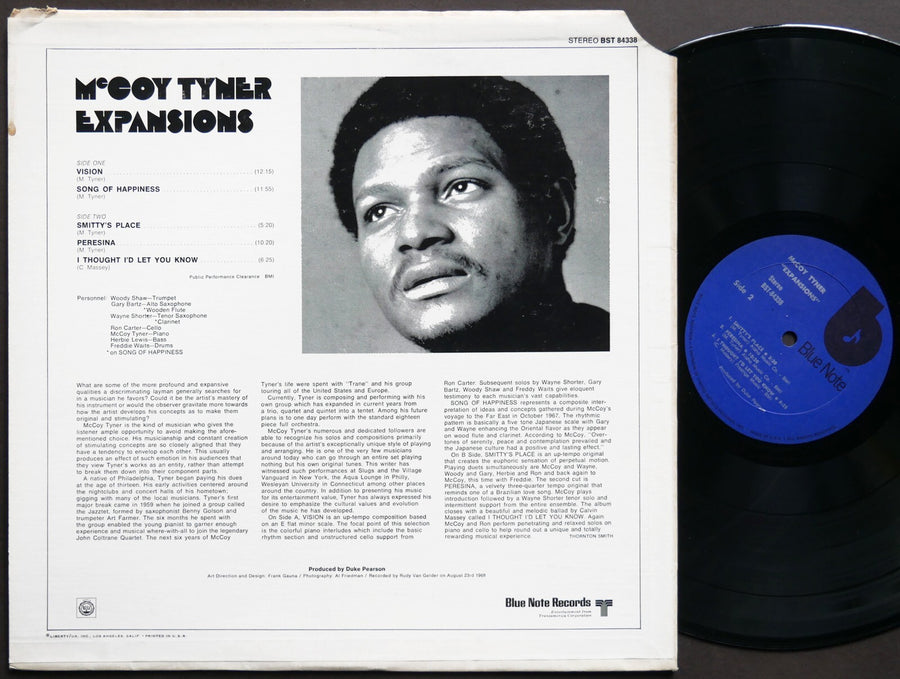 STEREO BST 84338
McCOY TYNER
EXPANSIONS
SIDE ONE
VISION (12:15)
(M. Tyner)
SONG OF HAPPINESS (11:55)
(M. Tyner)
SIDE TWO
SMITTY'S PLACE (5:20)
(M. Tyner)
PERESINA (10:20)
(M. Tyner)
I THOUGHT I'D LET YOU KNOW (6:25)
(C. Massey)
Public Performance Clearance BMI
Personnel: Woody Shaw—Trumpet
Gary Bartz—Alto Saxophone
*Wooden Flute
Wayne Shorter—Tenor Saxophone
*Clarinet
Ron Carter—Cello
McCoy Tyner—Piano
Herbie Lewis—Bass
Freddie Waits—Drums
* on SONG OF HAPPINESS
What are some of the more profound and expansive
qualities a discriminating layman generally searches for
in a musician he favors? Could it be the artist's mastery of
his instrument or would the observer gravitate more towards
how the artist develops his concepts as to make them
original and stimulating?
McCoy Tyner is the kind of musician who gives the
listener ample opportunity to avoid making the afore-
mentioned choice. His musicianship and constant creation
of stimulating concepts are so closely aligned that they
have a tendency to envelop each other. This usually
produces an effect of such emotion in his audiences that
they view Tyner's works as an entity, rather than attempt
to break them down into their component parts.
A native of Philadelphia, Tyner began paying his dues
at the age of thirteen. His early activities centered around
the nightclubs and concert halls of his hometown;
gigging with many of the local musicians. Tyner's first
major break came in 1959 when he joined a group called
the Jazztet, formed by saxophonist Benny Golson and
trumpeter Art Farmer. The six months he spent with
the group enabled the young pianist to garner enough
experience and musical where-with-all to join the legendary
John Coltrane Quartet. The next six years of McCoy
Tyner's life were spent with "Trane" and his group
touring all of the United States and Europe.
Currently, Tyner is composing and performing with his
own group which has expanded in current years from
a trio, quartet and quintet into a tentet. Among his future
plans is to one day perform with the standard eighteen
piece full orchestra.
McCoy Tyner's numerous and dedicated followers are
able to recognize his solos and compositions primarily
because of the artist's exceptionally unique style of playing
and arranging. He is one of the very few musicians
around today who can go through an entire set playing
nothing but his own original tunes. This writer has
witnessed such performances at Slugs and the Village
Vanguard in New York, the Aqua Lounge in Philly,
Wesleyan University in Connecticut among other places
around the country. In addition to presenting his music
for its entertainment value, Tyner has always expressed his
desire to emphasize the cultural values and evolution
of the music he has developed.
On Side A, VISION is an up-tempo composition based
on an E flat minor scale. The focal point of this selection
is the colorful piano interludes which include the basic
rhythm section and unstructured cello support from
Ron Carter. Subsequent solos by Wayne Shorter, Gary
Bartz, Woody Shaw and Freddy Waits give eloquent
testimony to each musician's vast capabilities.
SONG OF HAPPINESS represents a composite inter-
pretation of ideas and concepts gathered during McCoy's
voyage to the Far East in October 1967. The rhythmic
pattern is basically a five tone Japanese scale with Gary
and Wayne enhancing the Oriental flavor as they appear
on wood flute and clarinet. According to McCoy, "Over-
tones of serenity, peace and contemplation prevailed and
the Japanese culture had a positive and lasting effect."
On B Side, SMITTY'S PLACE is an up-tempo original
that creates the euphoric sensation of perpetual motion.
Playing duets simultaneously are McCoy and Wayne,
Woody and Gary, Herbie and Ron and back again to
McCoy, this time with Freddie. The second cut is
PERESINA, a velvety three-quarter tempo original that
reminds one of a Brazilian love song. McCoy plays
introduction followed by a Wayne Shorter tenor solo and
intermittent support from the entire ensemble. The album
closes with a beautiful and melodic ballad by Calvin
Massey called I THOUGHT I'D LET YOU KNOW. Again
McCoy and Ron perform penetrating and relaxed solos on
piano and cello to help round out a unique and totally
rewarding musical experience.
THORNTON SMITH
Produced by Duke Pearson
Art Direction and Design: Frank Gauna / Photography: Al Friedman / Recorded by Rudy Van Gelder on August 23rd 1968
Blue Note Records
Entertainment from
Transamerica Corporation
LIBERTY/UA, INC., LOS ANGELES, CALIF. • PRINTED IN U.S.A.
McCOY TYNER
"EXPANSIONS"
Stereo
BST-84338
Side 2
Blue Note